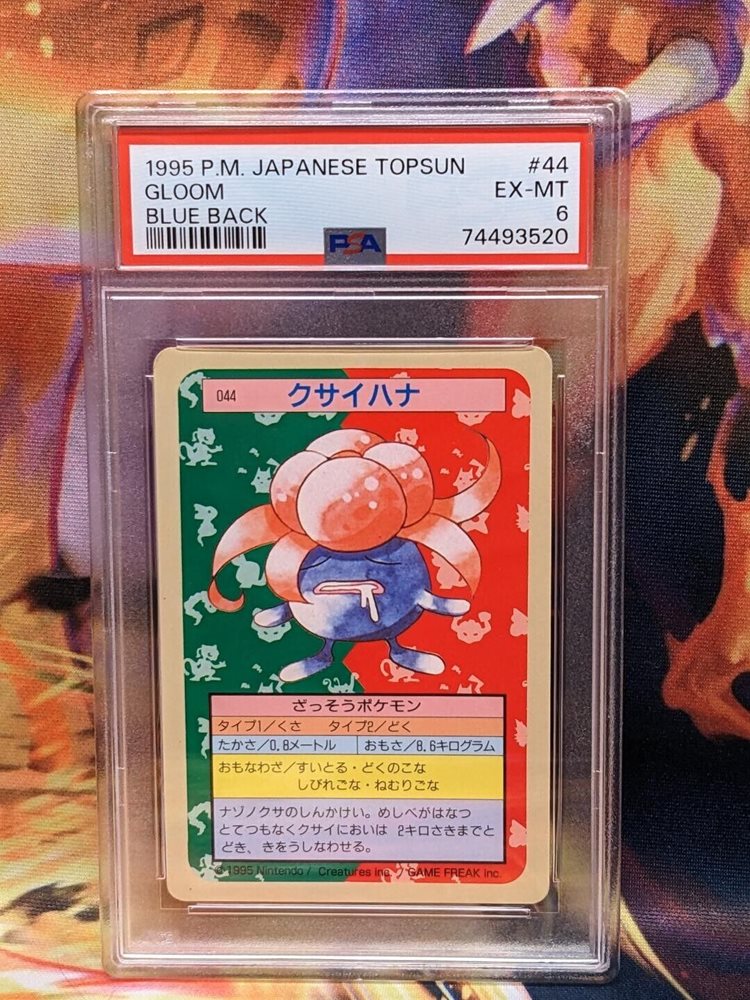 1995 P.M. JAPANESE TOPSUN #44
GLOOM EX-MT
BLUE BACK 6
PSA 74493520
044 クサイハナ
ざっそうポケモン
タイプ1/くさ タイプ2/どく
たかさ/0.8メートル おもさ/8.6キログラム
おもなわざ/すいとる・どくのこな
しびれごな・ねむりごな
ナゾノクサのしんかけい。めしべがはなつ
とてつもなくクサイにおいは 2キロさきまでと
どき、きをうしなわせる。
©1995 Nintendo / Creatures inc. / GAME FREAK inc.